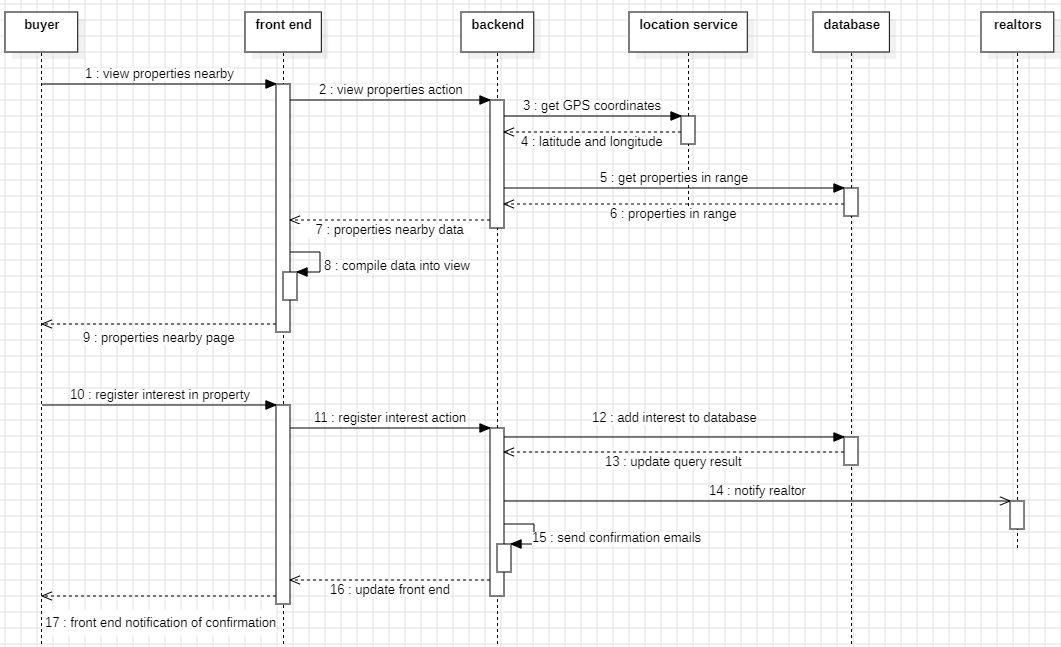 buyer
front end
backend
location service
database
realtors
1 : view properties nearby
2 : view properties action
3 : get GPS coordinates
4 : latitude and longitude
5 : get properties in range
6 : properties in range
7 : properties nearby data
8 : compile data into view
9 : properties nearby page
10 : register interest in property
11 : register interest action
12 : add interest to database
13 : update query result
14 : notify realtor
15 : send confirmation emails
16 : update front end
17 : front end notification of confirmation